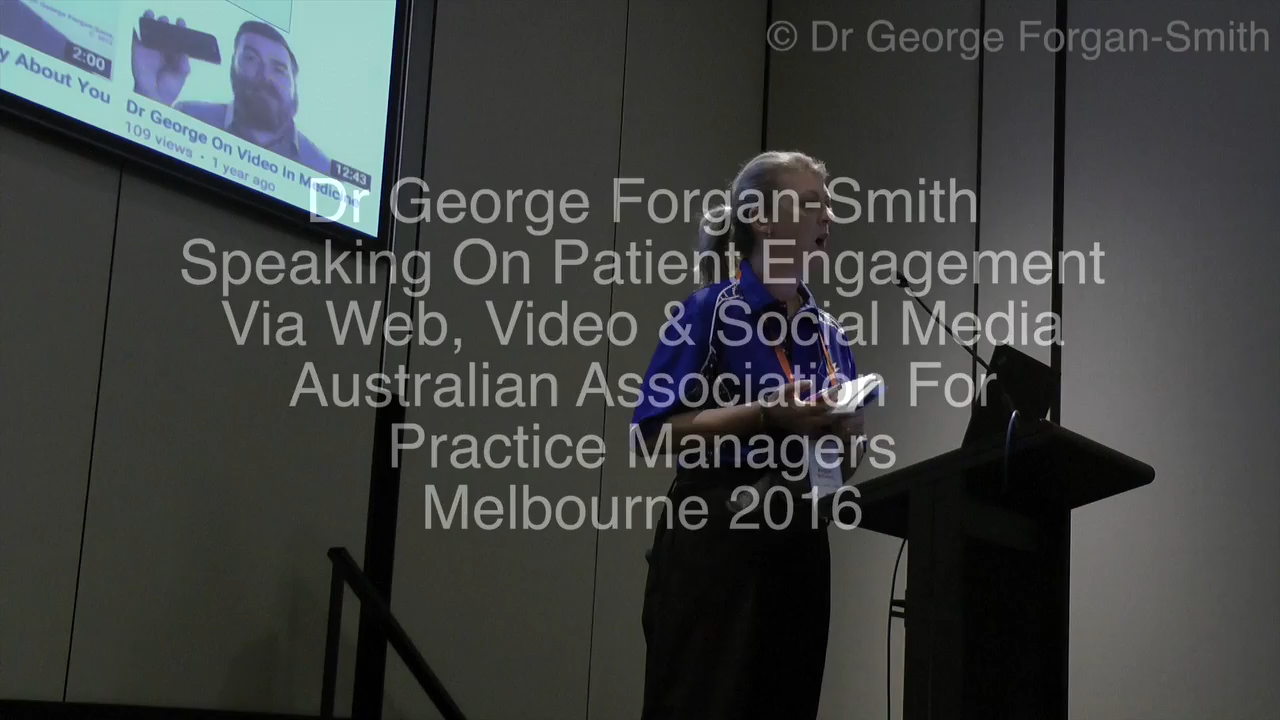 © Dr George Forgan-Smith
2:00
y About You
Dr George On Video In Medicine
109 views • 1 year ago
12:43
Dr George Forgan-Smith
Speaking On Patient Engagement
Via Web, Video & Social Media
Australian Association For
Practice Managers
Melbourne 2016